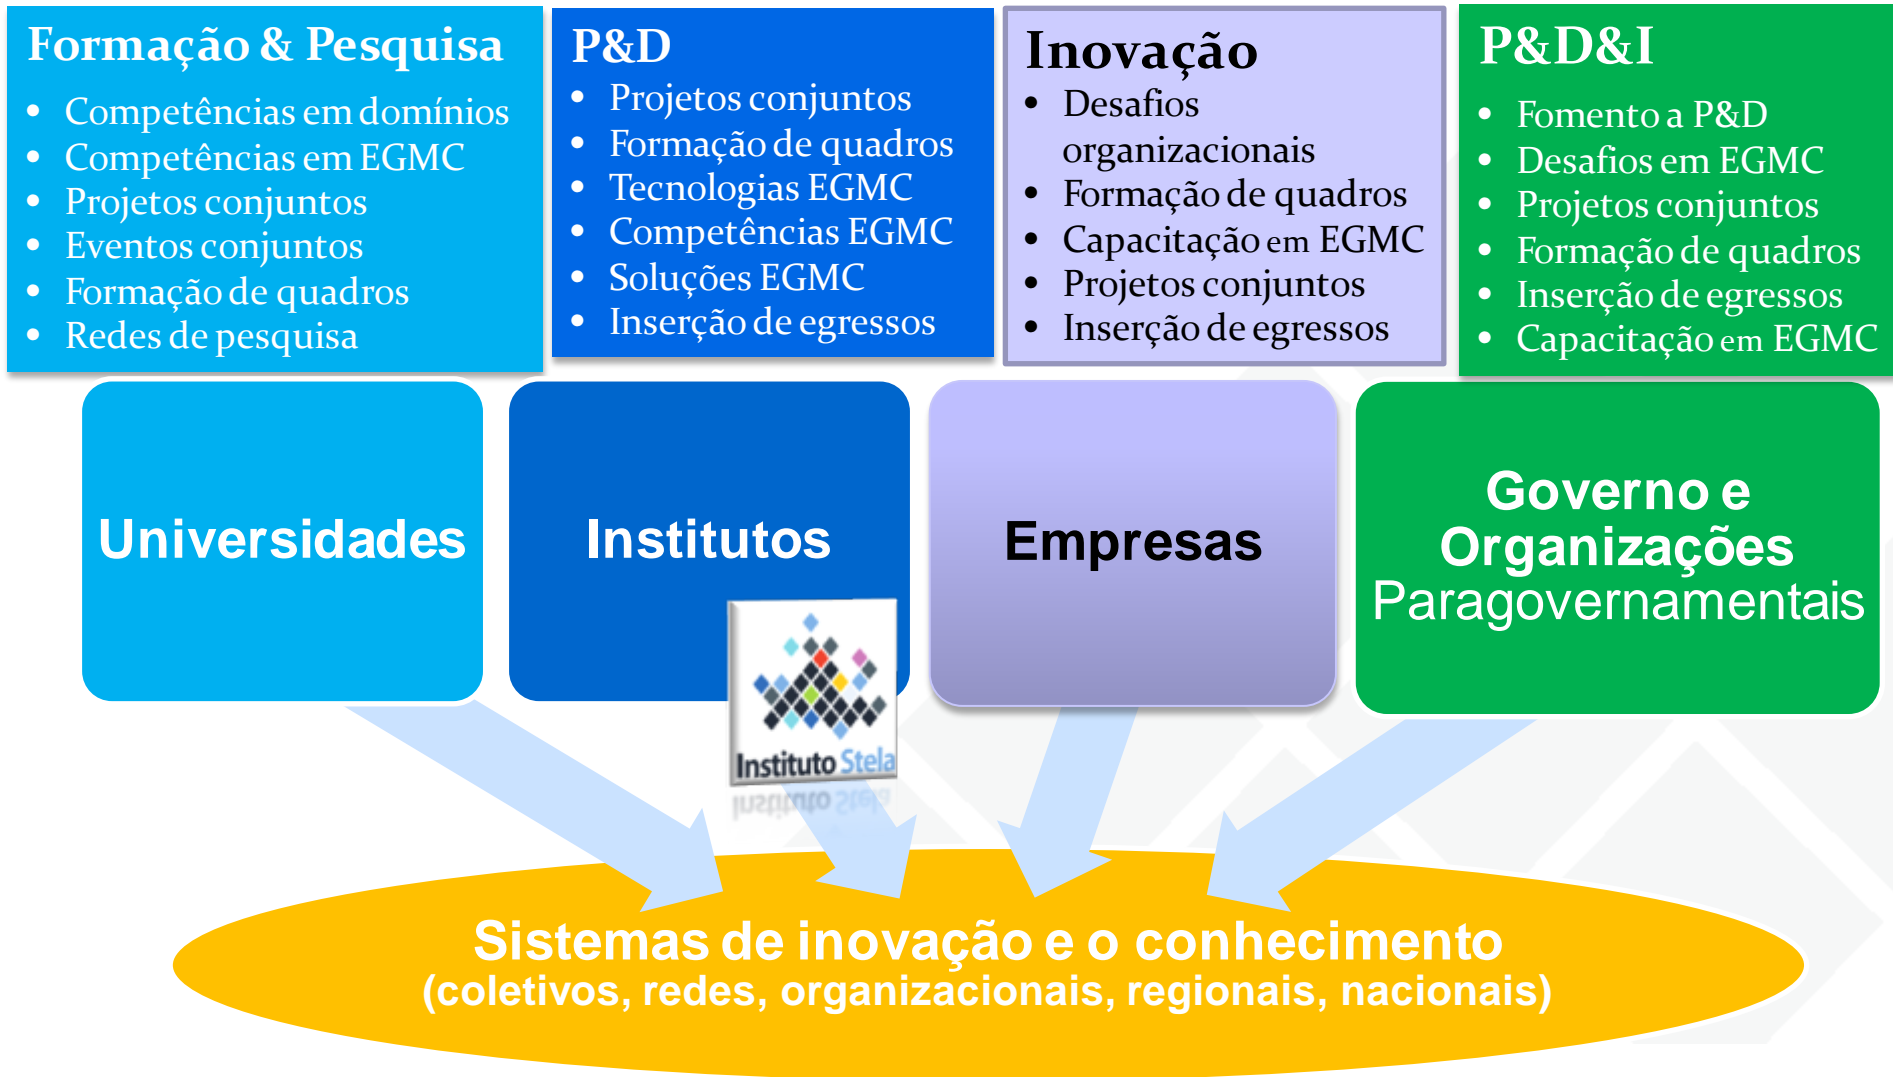 Formação & Pesquisa
• Competências em domínios
• Competências em EGMC
• Projetos conjuntos
• Eventos conjuntos
• Formação de quadros
• Redes de pesquisa
P&D
• Projetos conjuntos
• Formação de quadros
• Tecnologias EGMC
• Competências EGMC
• Soluções EGMC
• Inserção de egressos
Inovação
• Desafios
organizacionais
• Formação de quadros
• Capacitação em EGMC
• Projetos conjuntos
• Inserção de egressos
P&D&I
• Fomento a P&D
• Desafios em EGMC
• Projetos conjuntos
• Formação de quadros
• Inserção de egressos
• Capacitação em EGMC
Universidades
Institutos
Instituto Stela
Empresas
Governo e
Organizações
Paragovernamentais
Sistemas de inovação e o conhecimento
(coletivos, redes, organizacionais, regionais, nacionais)